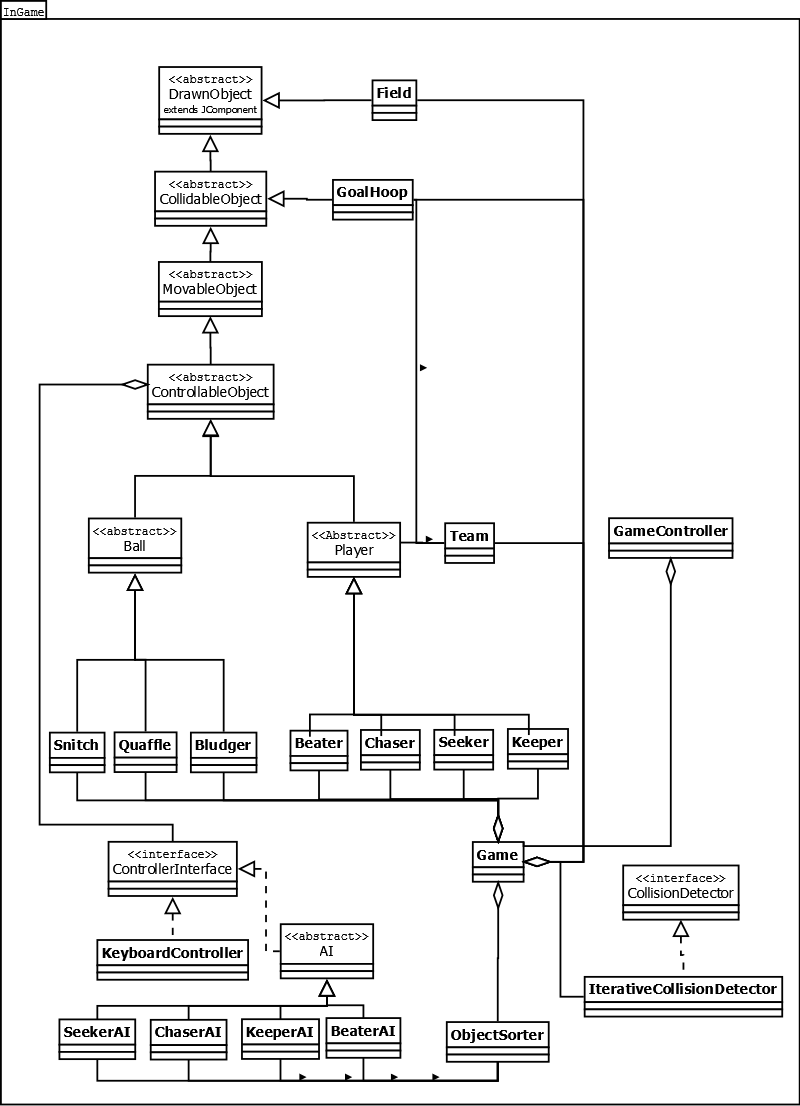 InGame
<<abstract>>
DrawnObject
extends JComponent
Field
<<abstract>>
CollidableObject
GoalHoop
<<abstract>>
MovableObject
<<abstract>>
ControllableObject
<<abstract>>
Ball
<<Abstract>>
Player
Team
GameController
Snitch
Quaffle
Bludger
Beater
Chaser
Seeker
Keeper
<<interface>>
ControllerInterface
Game
<<interface>>
CollisionDetector
KeyboardController
<<abstract>>
AI
IterativeCollisionDetector
SeekerAI
ChaserAI
KeeperAI
BeaterAI
ObjectSorter